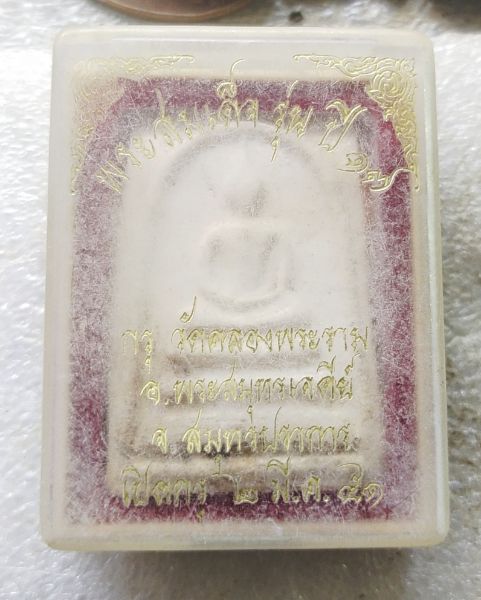 พระสมเด็จ รุ่น ปี
กรุ วัดคลองพระราม
อ.พระสมุทรเจดีย์
จ.สมุทรปราการ
เปิดกรุ ๒ มี.ค. ๕๑